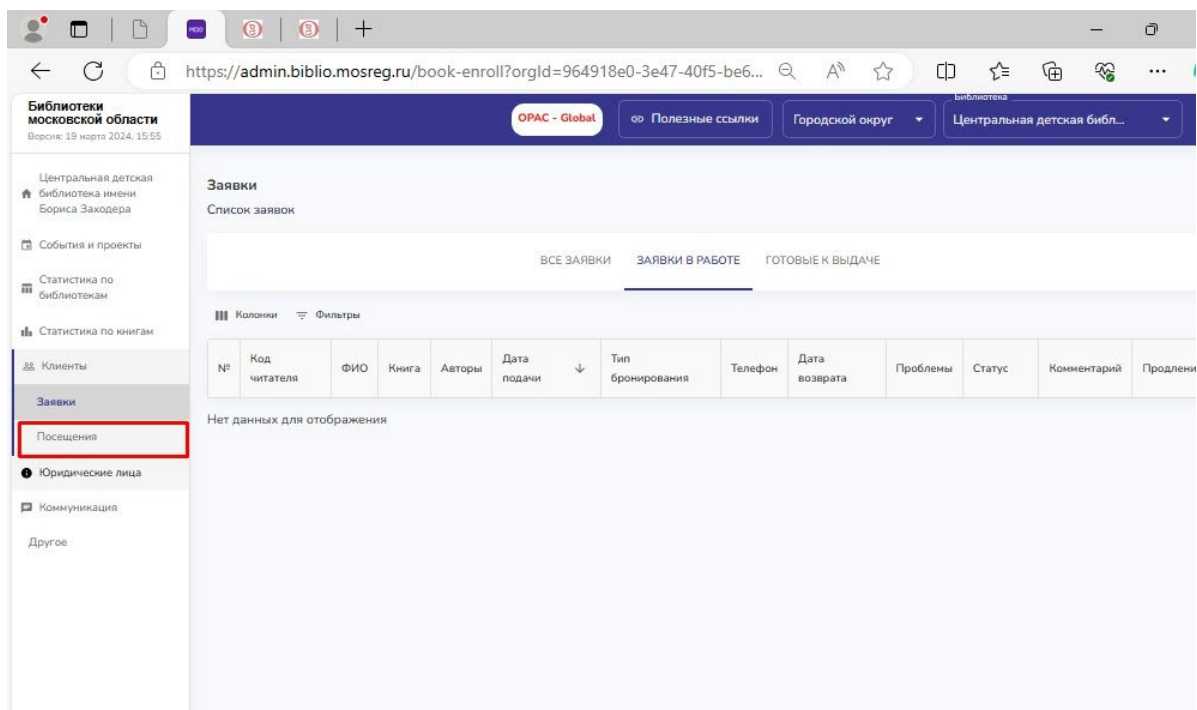 https://admin.biblio.mosreg.ru/book-enroll?orgId=964918e0-3e47-40f5-be6...
Библиотеки
московской области
Версия: 19 марта 2024, 15:55
OPAC - Global
Полезные ссылки
Городской округ
Библиотека
Центральная детская библ...
Центральная детская
библиотека имени
Бориса Заходера
События и проекты
Статистика по
библиотекам
Статистика по книгам
Клиенты
Заявки
Посещения
Юридические лица
Коммуникация
Другое
Заявки
Список заявок
ВСЕ ЗАЯВКИ ЗАЯВКИ В РАБОТЕ ГОТОВЫЕ К ВЫДАЧЕ
Колонки Фильтры
№ Код читателя ФИО Книга Авторы Дата подачи Тип бронирования Телефон Дата возврата Проблемы Статус Комментарий Продлени
Нет данных для отображения